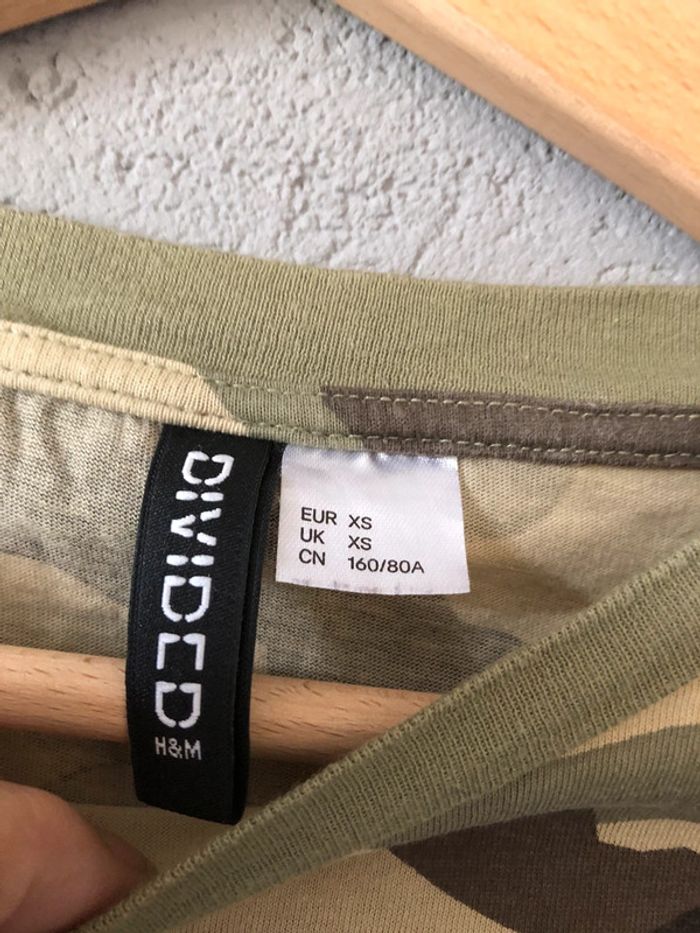 DIVIDED
H&M
EUR XS
UK XS
CN 160/80A